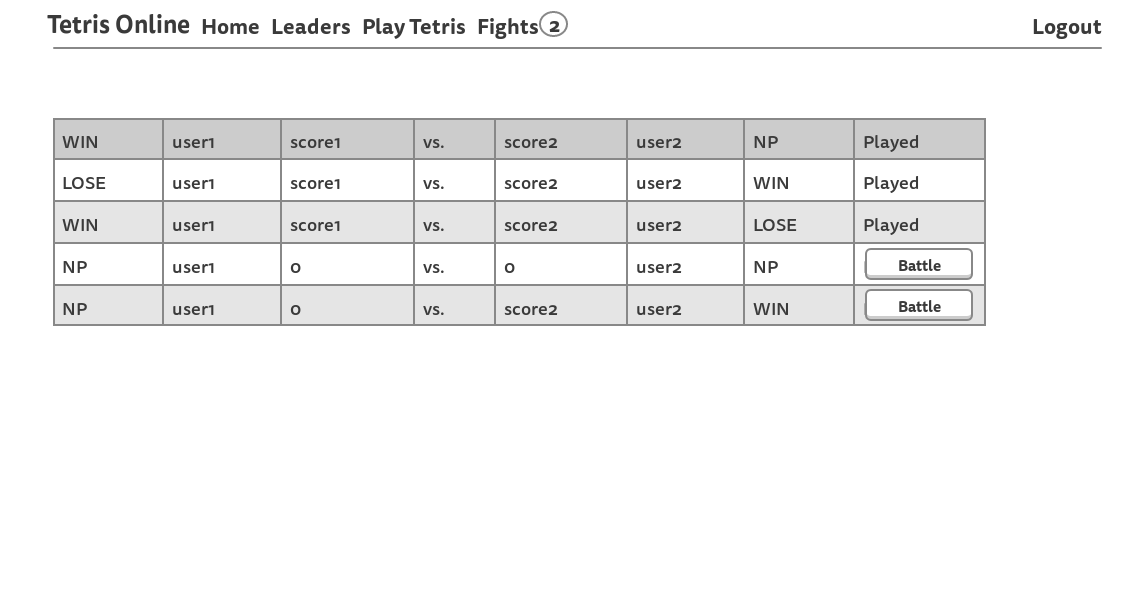 Tetris Online Home Leaders Play Tetris Fights 2 Logout
WIN user1 score1 vs. score2 user2 NP Played
LOSE user1 score1 vs. score2 user2 WIN Played
WIN user1 score1 vs. score2 user2 LOSE Played
NP user1 0 vs. 0 user2 NP Battle
NP user1 0 vs. score2 user2 WIN Battle